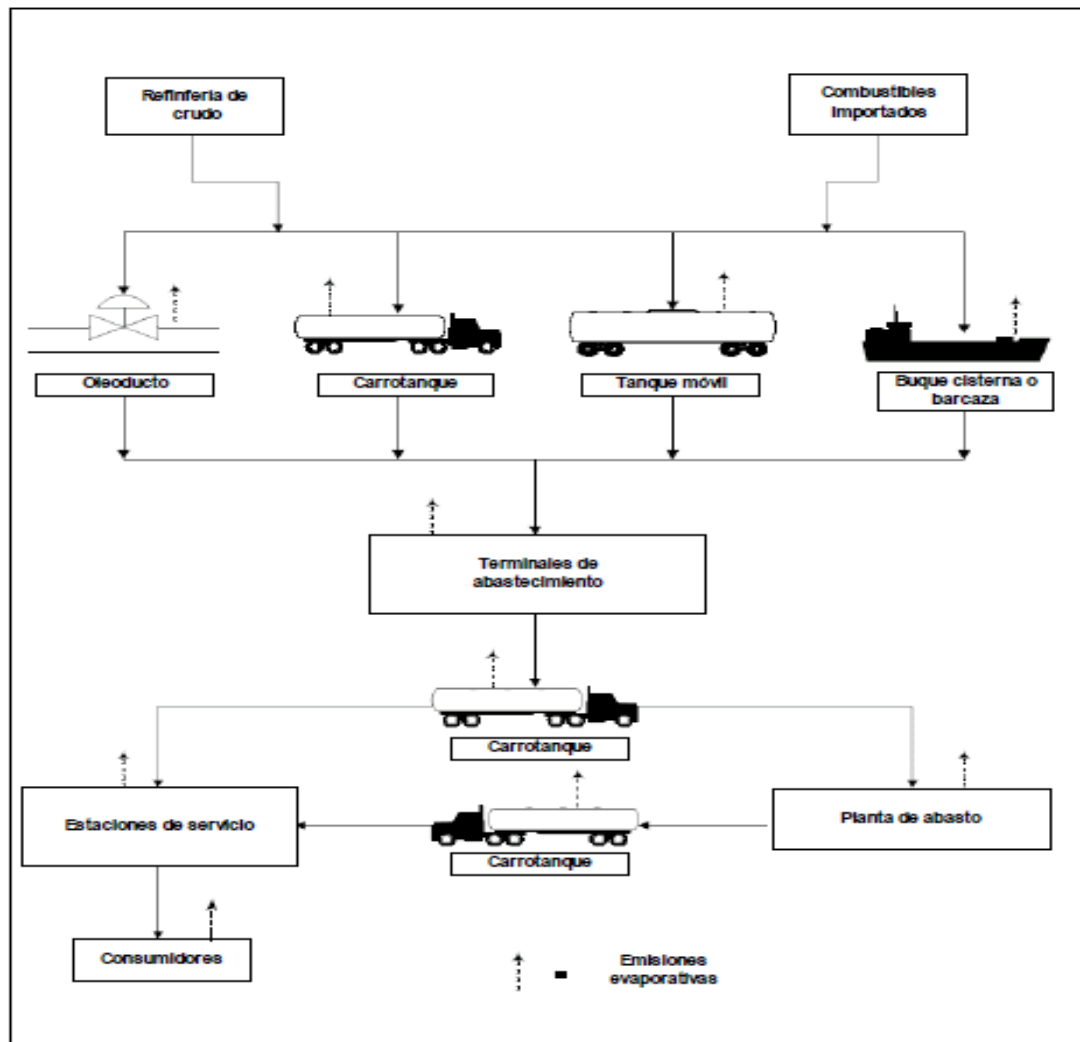 Refinferia de
crudo
Combustibles
Importados
Oleoducto
Carrotanque
Tanque móvil
Buque cisterna o
barcaza
Terminales de
abastecimiento
Carrotanque
Estaciones de servicio
Planta de abasto
Carrotanque
Consumidores
Emisiones
evaporativas